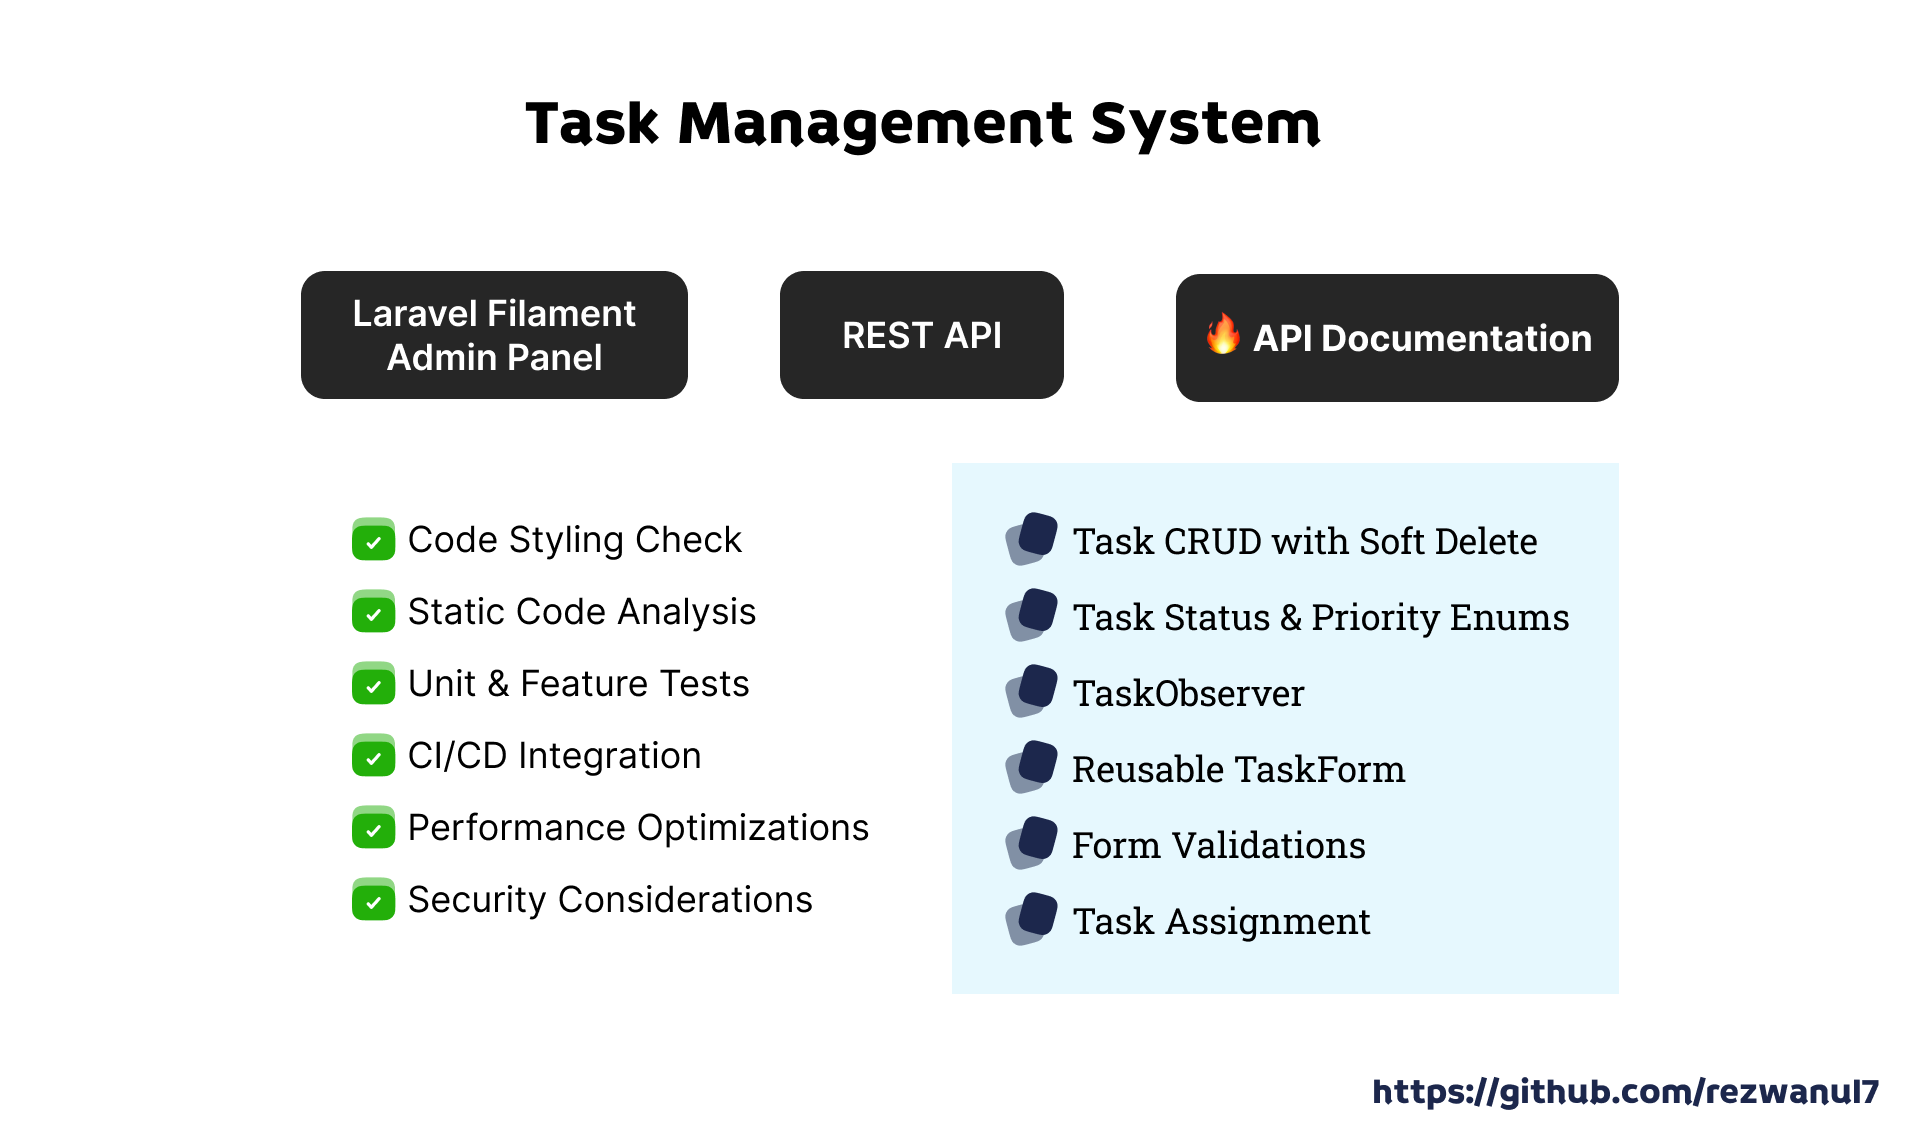 Task Management System
Laravel Filament
Admin Panel
REST API
🔥 API Documentation
Code Styling Check
Static Code Analysis
Unit & Feature Tests
CI/CD Integration
Performance Optimizations
Security Considerations
Task CRUD with Soft Delete
Task Status & Priority Enums
TaskObserver
Reusable TaskForm
Form Validations
Task Assignment
https://github.com/rezwanul7